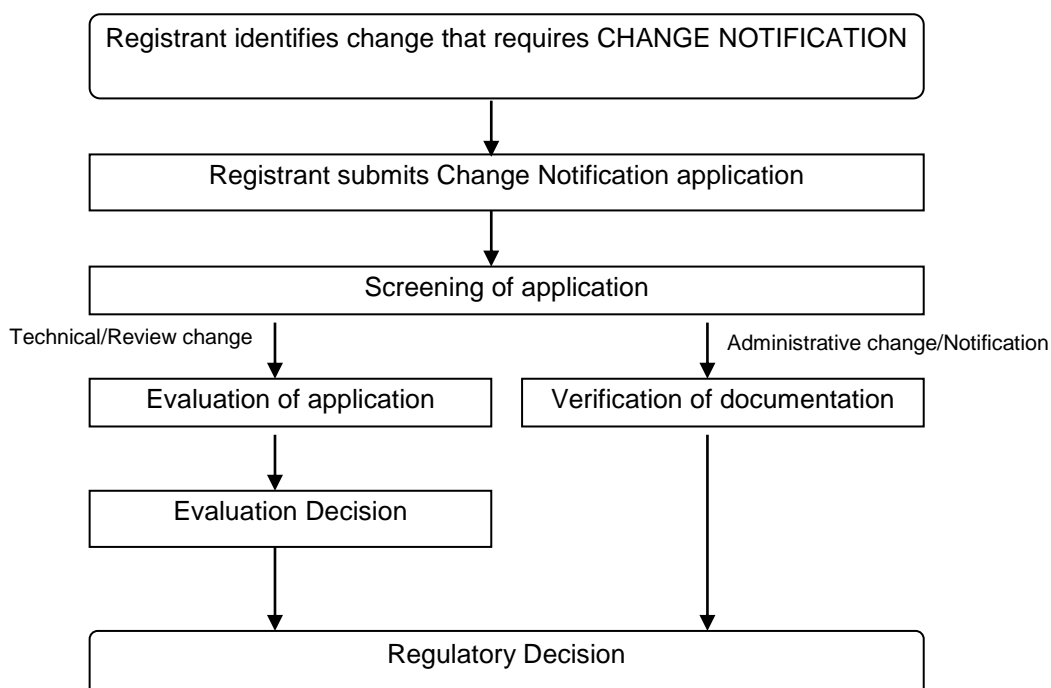 Registrant identifies change that requires CHANGE NOTIFICATION
Registrant submits Change Notification application
Screening of application
Technical/Review change
Administrative change/Notification
Evaluation of application
Verification of documentation
Evaluation Decision
Regulatory Decision